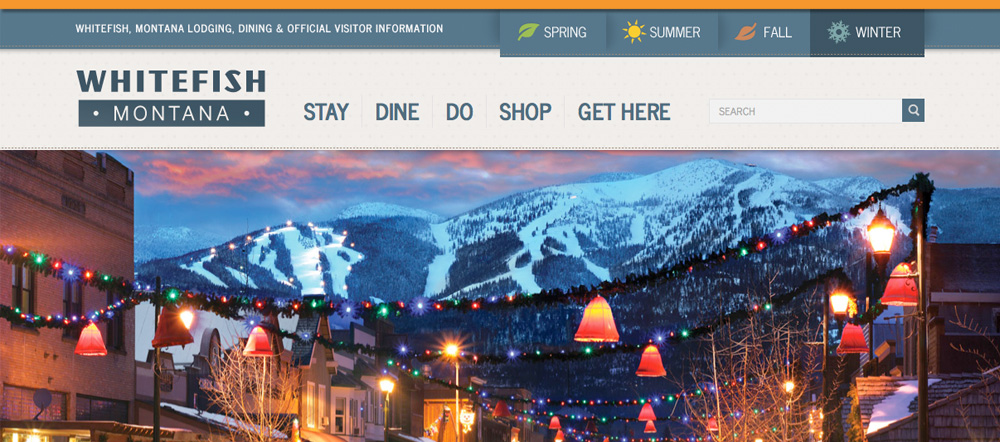 WHITEFISH, MONTANA LODGING, DINING & OFFICIAL VISITOR INFORMATION
SPRING
SUMMER
FALL
WINTER
WHITEFISH
• MONTANA •
STAY
DINE
DO
SHOP
GET HERE
SEARCH